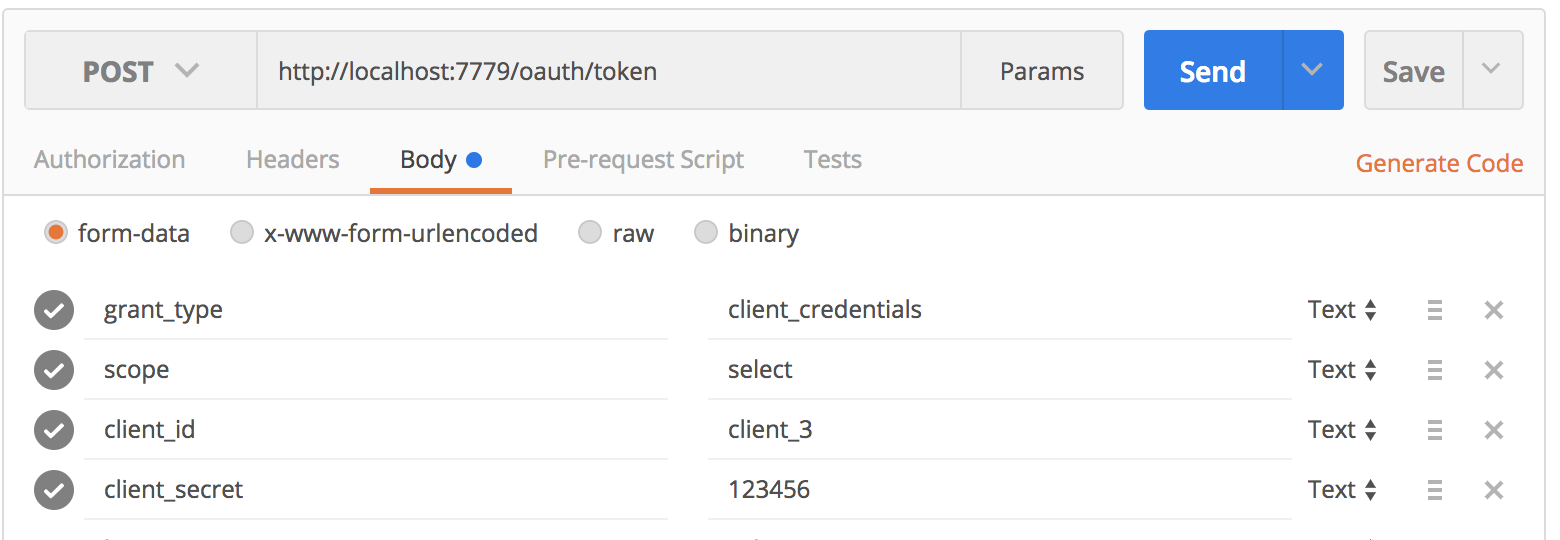 POST http://localhost:7779/oauth/token Params Send Save
Authorization Headers Body Pre-request Script Tests Generate Code
form-data x-www-form-urlencoded raw binary
grant_type client_credentials Text
scope select Text
client_id client_3 Text
client_secret 123456 Text